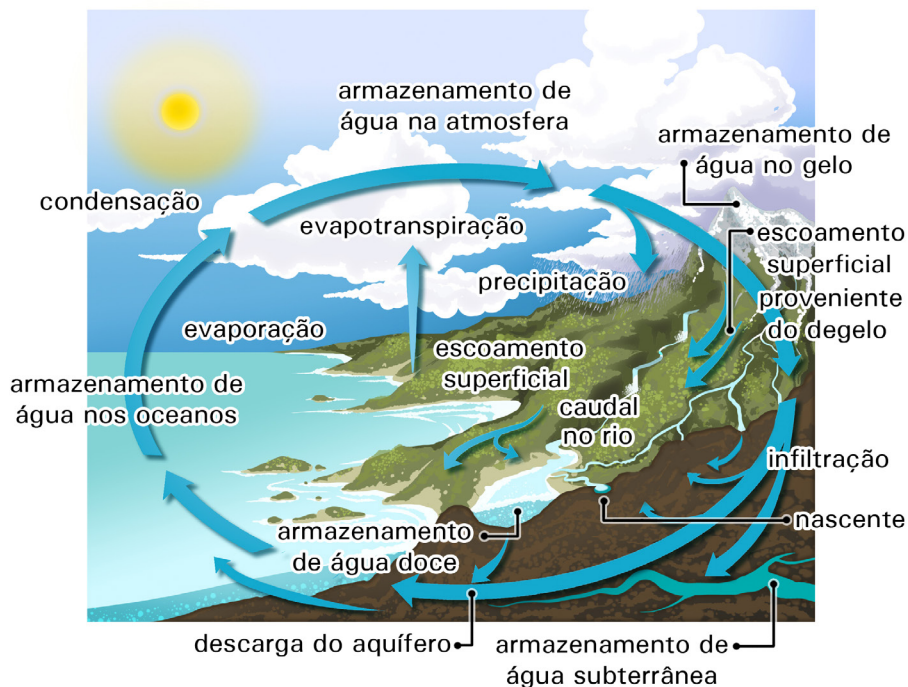 armazenamento de
água na atmosfera
armazenamento de
água no gelo
condensação
evapotranspiração
escoamento
superficial
proveniente
do degelo
precipitação
evaporação
escoamento
superficial
armazenamento de
água nos oceanos
caudal
no rio
infiltração
nascente
armazenamento
de água doce
descarga do aquífero
armazenamento de
água subterrânea